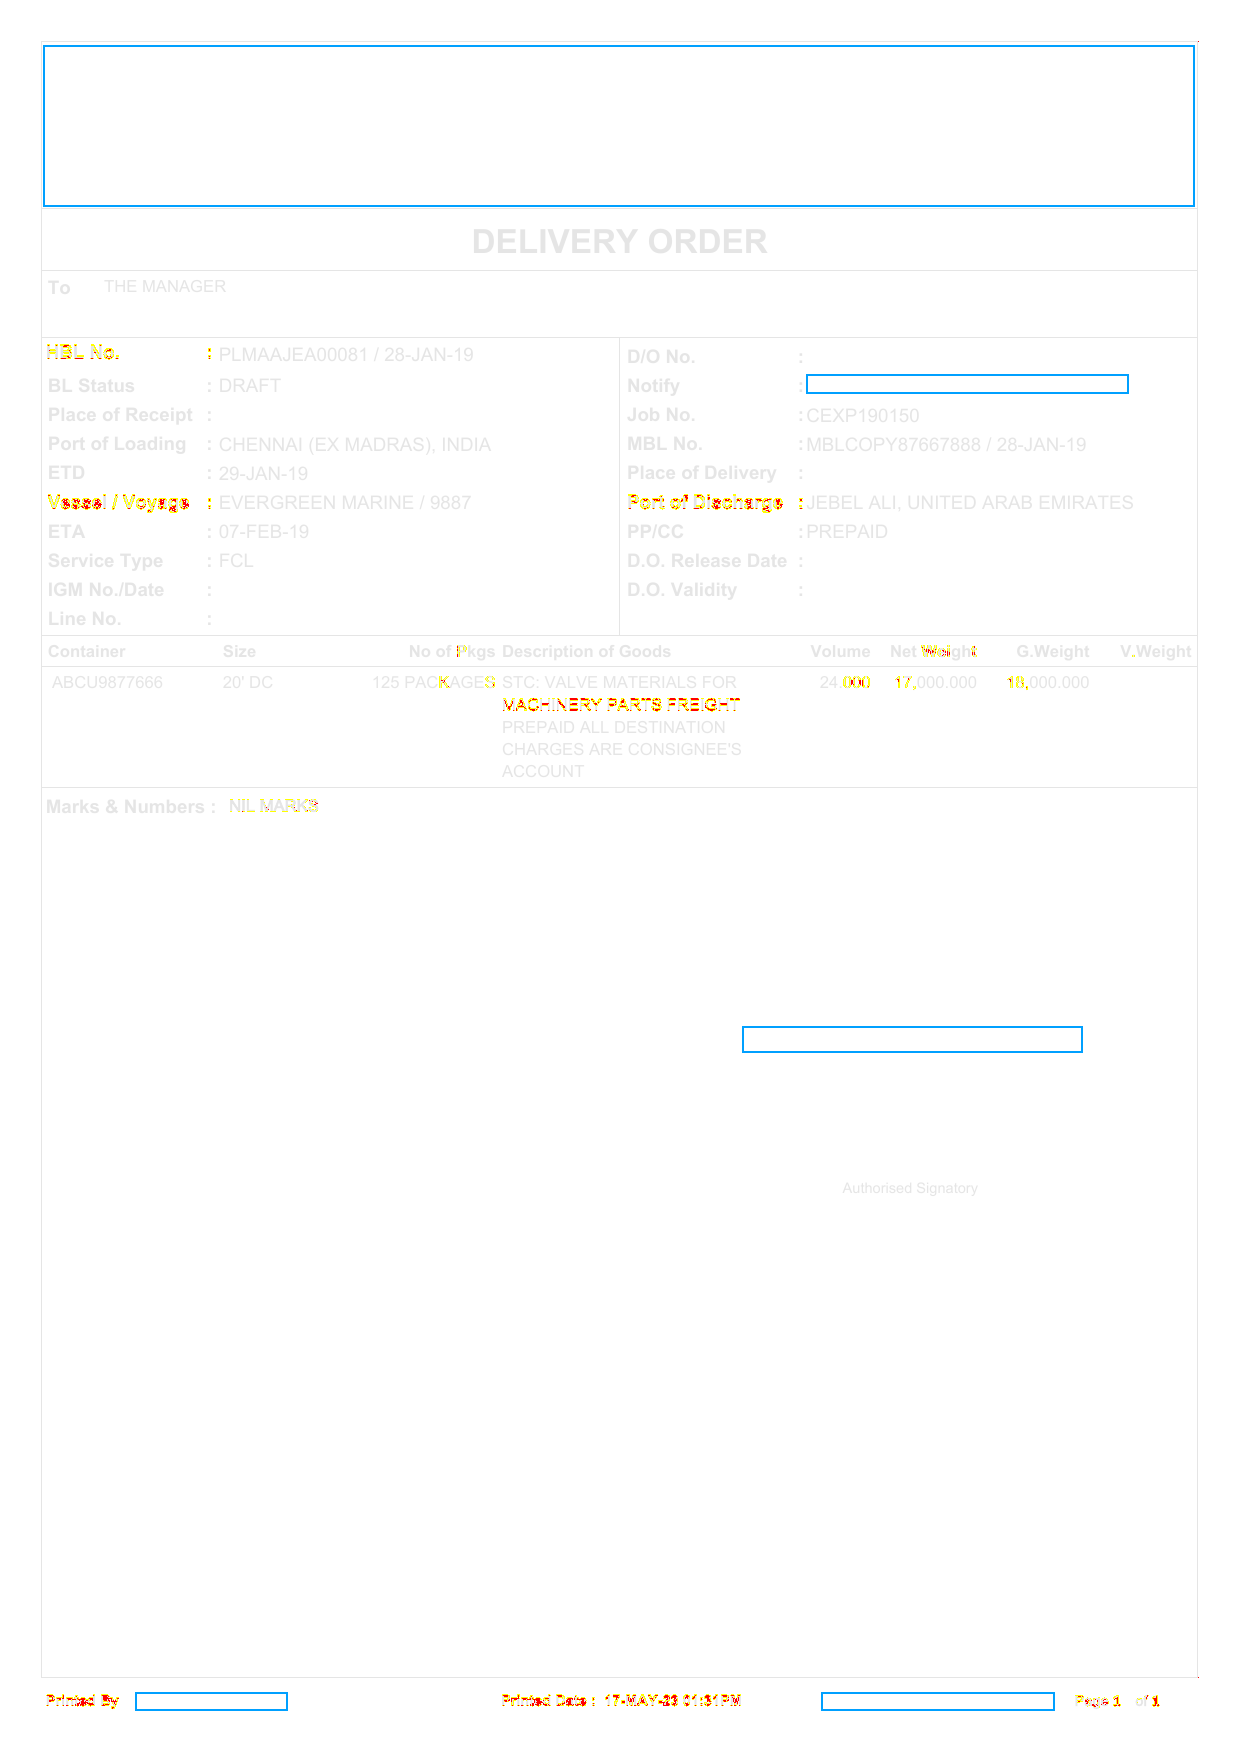 DELIVERY ORDER
To THE MANAGER
HBL No. : PLMAAJEA00081 / 28-JAN-19
D/O No. :
BL Status : DRAFT
Notify :
Place of Receipt :
Job No. : CEXP190150
Port of Loading : CHENNAI (EX MADRAS), INDIA
MBL No. : MBLCOPY87667888 / 28-JAN-19
ETD : 29-JAN-19
Place of Delivery :
Vessel / Voyage : EVERGREEN MARINE / 9887
Port of Discharge : JEBEL ALI, UNITED ARAB EMIRATES
ETA : 07-FEB-19
PP/CC : PREPAID
Service Type : FCL
D.O. Release Date :
IGM No./Date :
D.O. Validity :
Line No. :
Container Size No of Pkgs Description of Goods Volume Net Weight G.Weight V.Weight
ABCU9877666 20' DC 125 PACKAGES STC: VALVE MATERIALS FOR 24.000 17,000.000 18,000.000
MACHINERY PARTS FREIGHT
PREPAID ALL DESTINATION
CHARGES ARE CONSIGNEE'S
ACCOUNT
Marks & Numbers : NIL MARKS
Authorised Signatory
Printed By Printed Date : 17-MAY-23 01:31PM Page 1 of 1